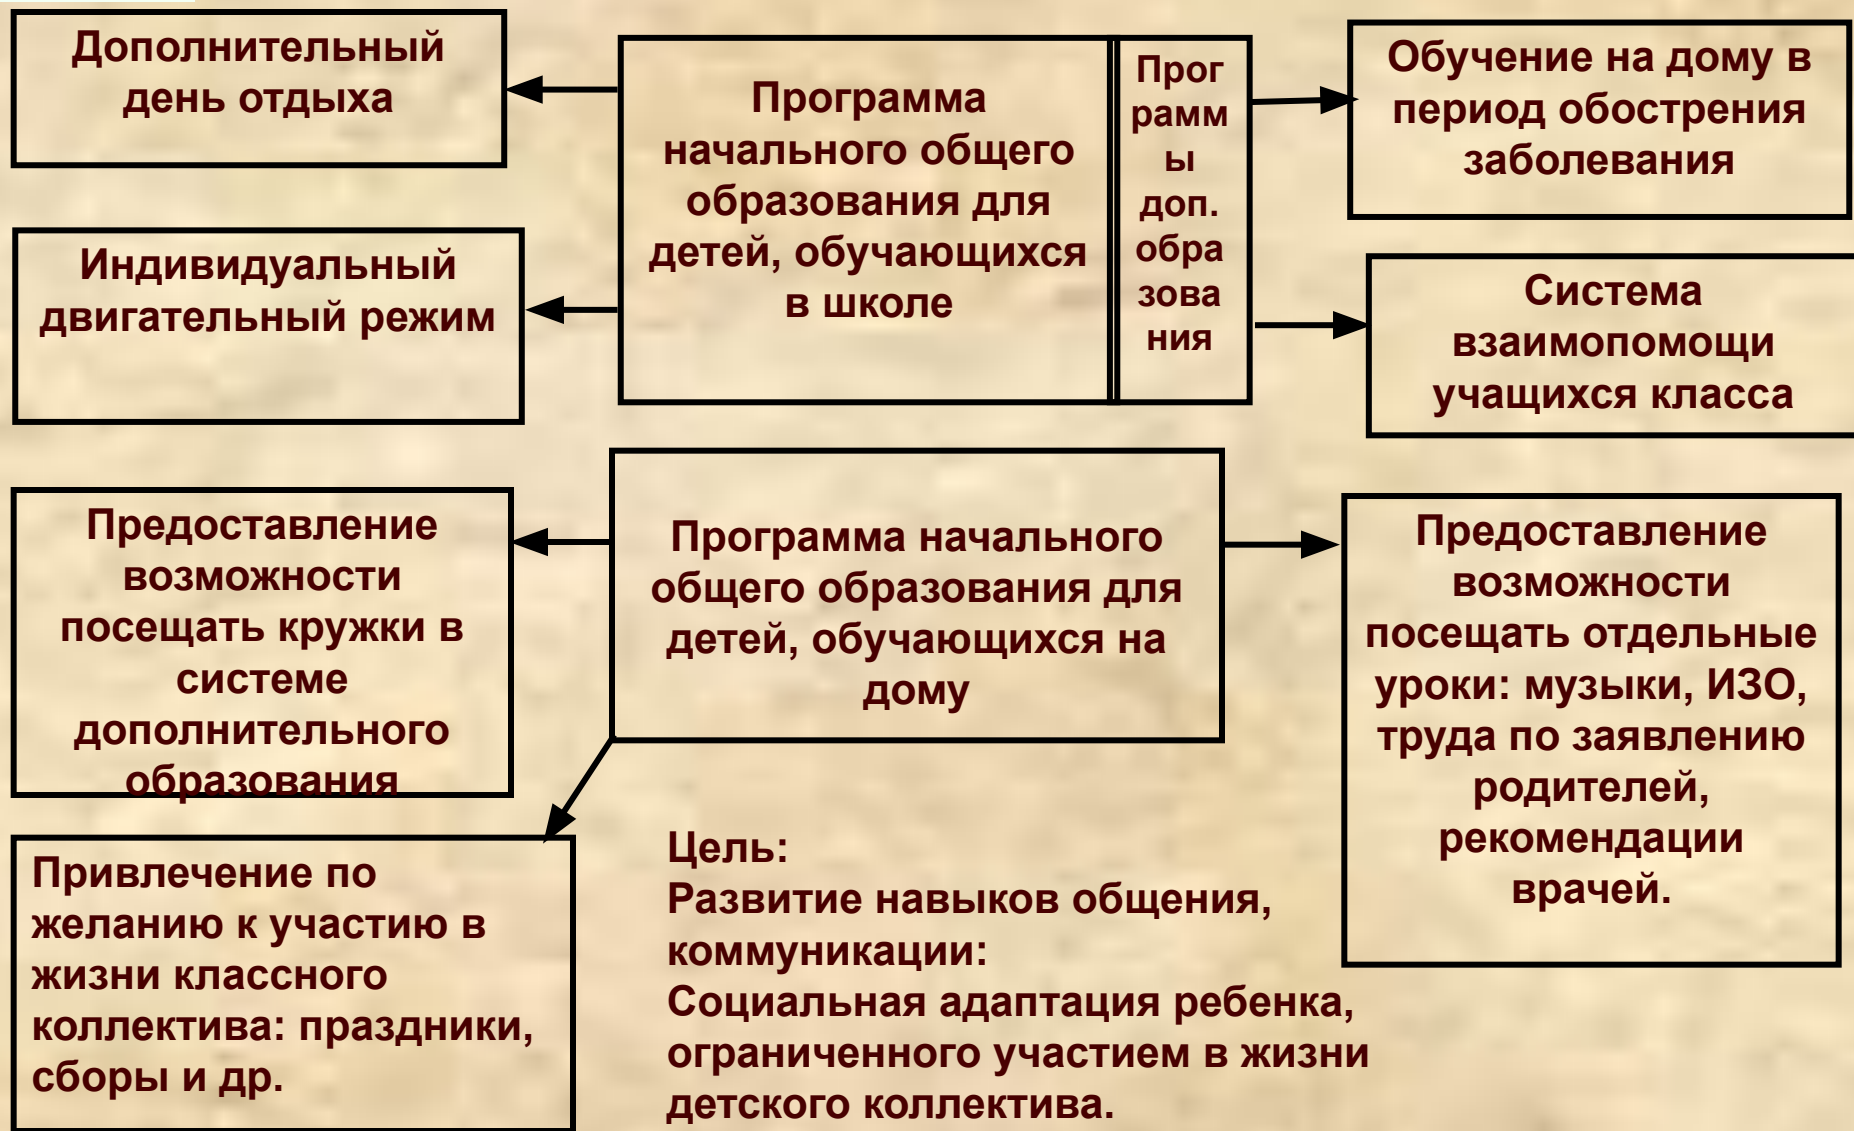 Дополнительный
день отдыха
Программа
начального общего
образования для
детей, обучающихся
в школе
Прог
рамм
ы
доп.
обра
зова
ния
Обучение на дому в
период обострения
заболевания
Индивидуальный
двигательный режим
Система
взаимопомощи
учащихся класса
Предоставление
возможности
посещать кружки в
системе
дополнительного
образования
Программа начального
общего образования для
детей, обучающихся на
дому
Предоставление
возможности
посещать отдельные
уроки: музыки, ИЗО,
труда по заявлению
родителей,
рекомендации
врачей.
Привлечение по
желанию к участию в
жизни классного
коллектива: праздники,
сборы и др.
Цель:
Развитие навыков общения,
коммуникации:
Социальная адаптация ребенка,
ограниченного участием в жизни
детского коллектива.